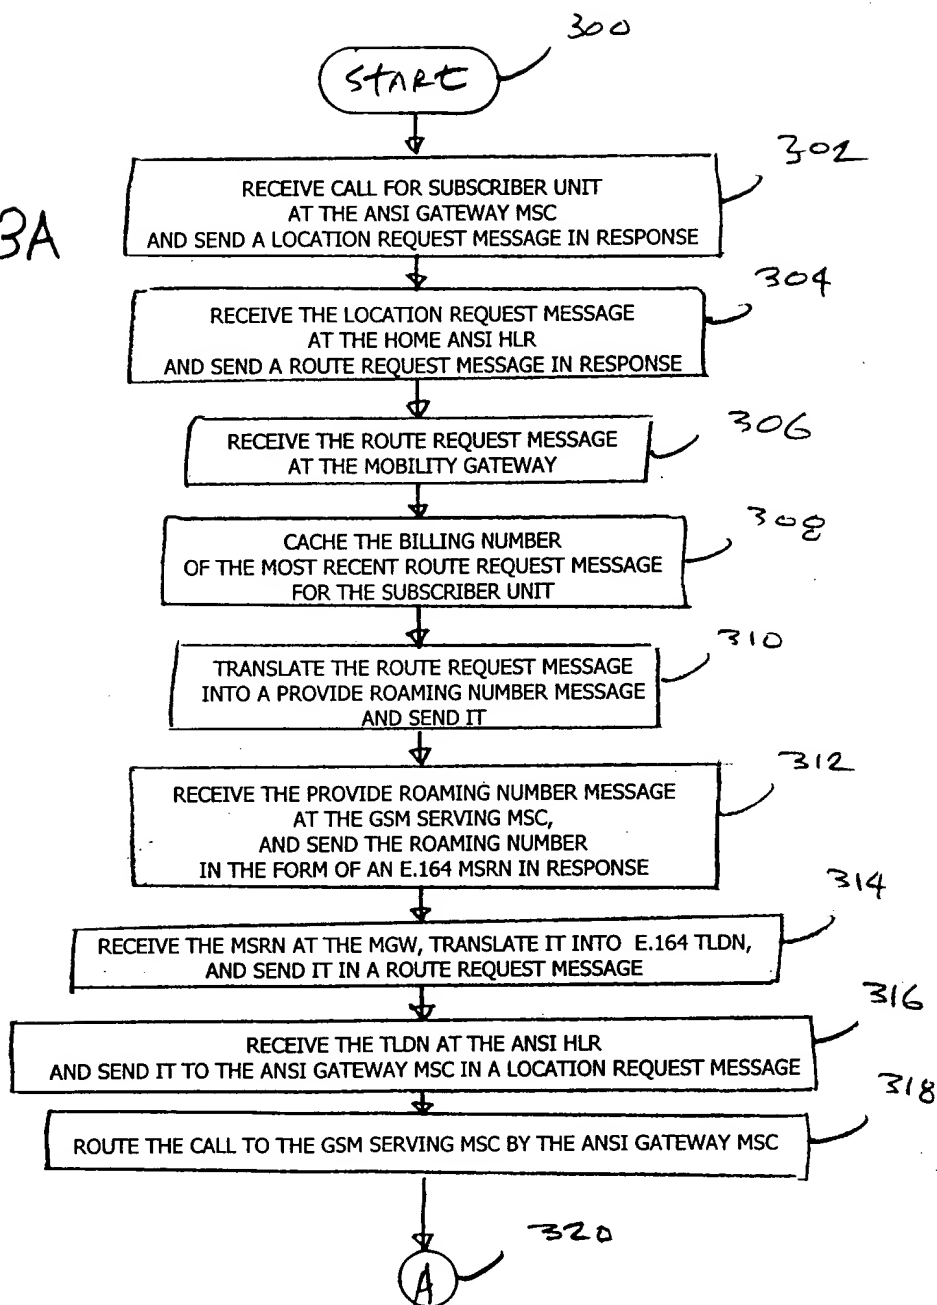 300
START
302
RECEIVE CALL FOR SUBSCRIBER UNIT
AT THE ANSI GATEWAY MSC
AND SEND A LOCATION REQUEST MESSAGE IN RESPONSE
3A
304
RECEIVE THE LOCATION REQUEST MESSAGE
AT THE HOME ANSI HLR
AND SEND A ROUTE REQUEST MESSAGE IN RESPONSE
306
RECEIVE THE ROUTE REQUEST MESSAGE
AT THE MOBILITY GATEWAY
308
CACHE THE BILLING NUMBER
OF THE MOST RECENT ROUTE REQUEST MESSAGE
FOR THE SUBSCRIBER UNIT
310
TRANSLATE THE ROUTE REQUEST MESSAGE
INTO A PROVIDE ROAMING NUMBER MESSAGE
AND SEND IT
312
RECEIVE THE PROVIDE ROAMING NUMBER MESSAGE
AT THE GSM SERVING MSC,
AND SEND THE ROAMING NUMBER
IN THE FORM OF AN E.164 MSRN IN RESPONSE
314
RECEIVE THE MSRN AT THE MGW, TRANSLATE IT INTO E.164 TLDN,
AND SEND IT IN A ROUTE REQUEST MESSAGE
316
RECEIVE THE TLDN AT THE ANSI HLR
AND SEND IT TO THE ANSI GATEWAY MSC IN A LOCATION REQUEST MESSAGE
318
ROUTE THE CALL TO THE GSM SERVING MSC BY THE ANSI GATEWAY MSC
320
A